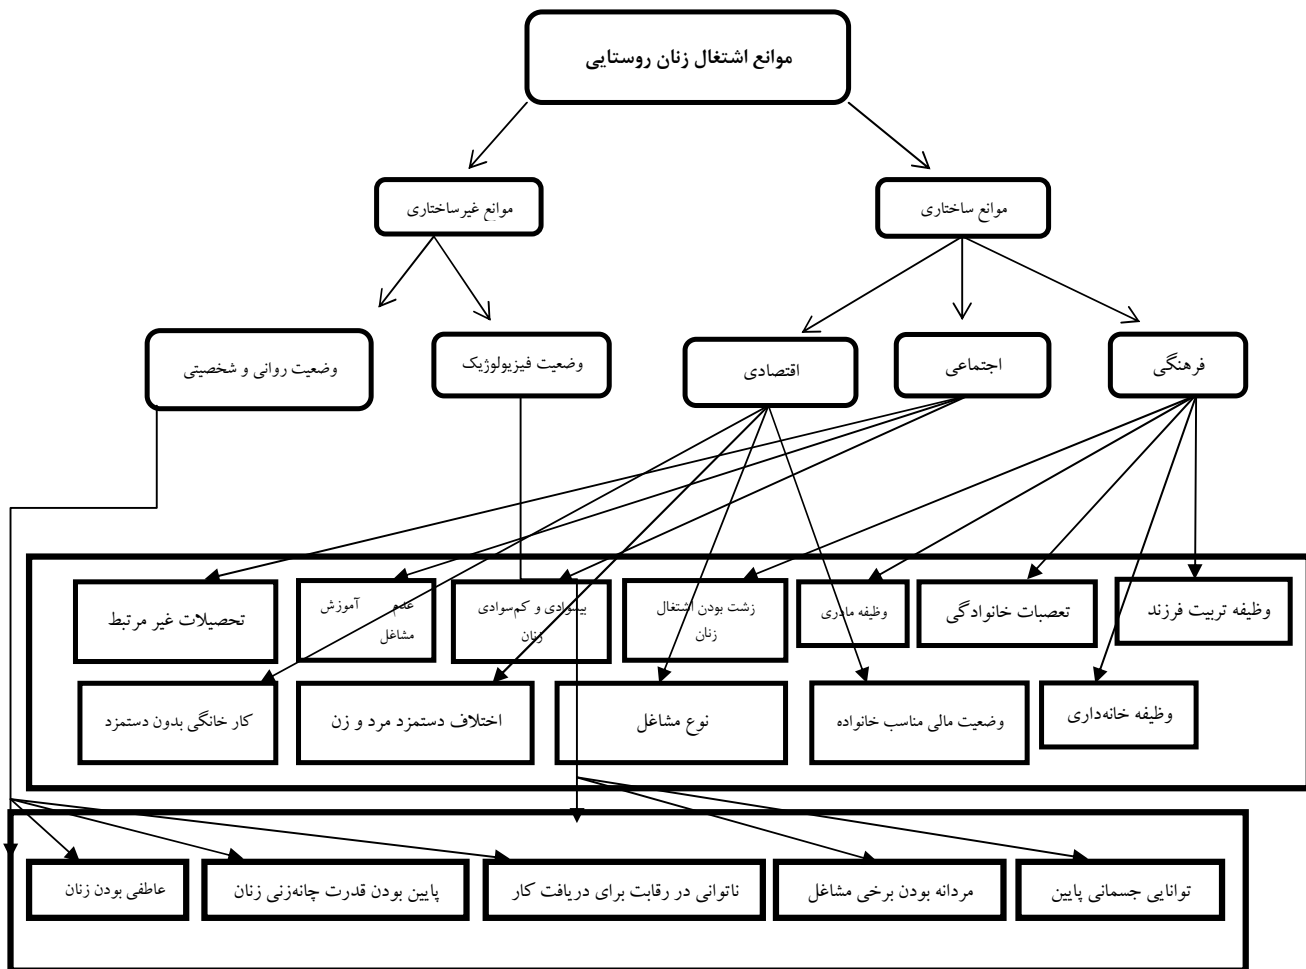 موانع اشتغال زنان روستایی
موانع ساختاری
موانع غیرساختاری
فرهنگی
اجتماعی
اقتصادی
وضعیت فیزیولوژیک
وضعیت روانی و شخصیتی
وظیفه تربیت فرزند
تعصبات خانوادگی
وظیفه مادری
زشت بودن اشتغال
زنان
بیسوادی و کم‌سوادی
زنان
عدم آموزش
مشاغل
تحصیلات غیر مرتبط
وظیفه خانه‌داری
وضعیت مالی مناسب خانواده
نوع مشاغل
اختلاف دستمزد مرد و زن
کار خانگی بدون دستمزد
توانایی جسمانی پایین
مردانه بودن برخی مشاغل
ناتوانی در رقابت برای دریافت کار
پایین بودن قدرت چانه‌زنی زنان
عاطفی بودن زنان